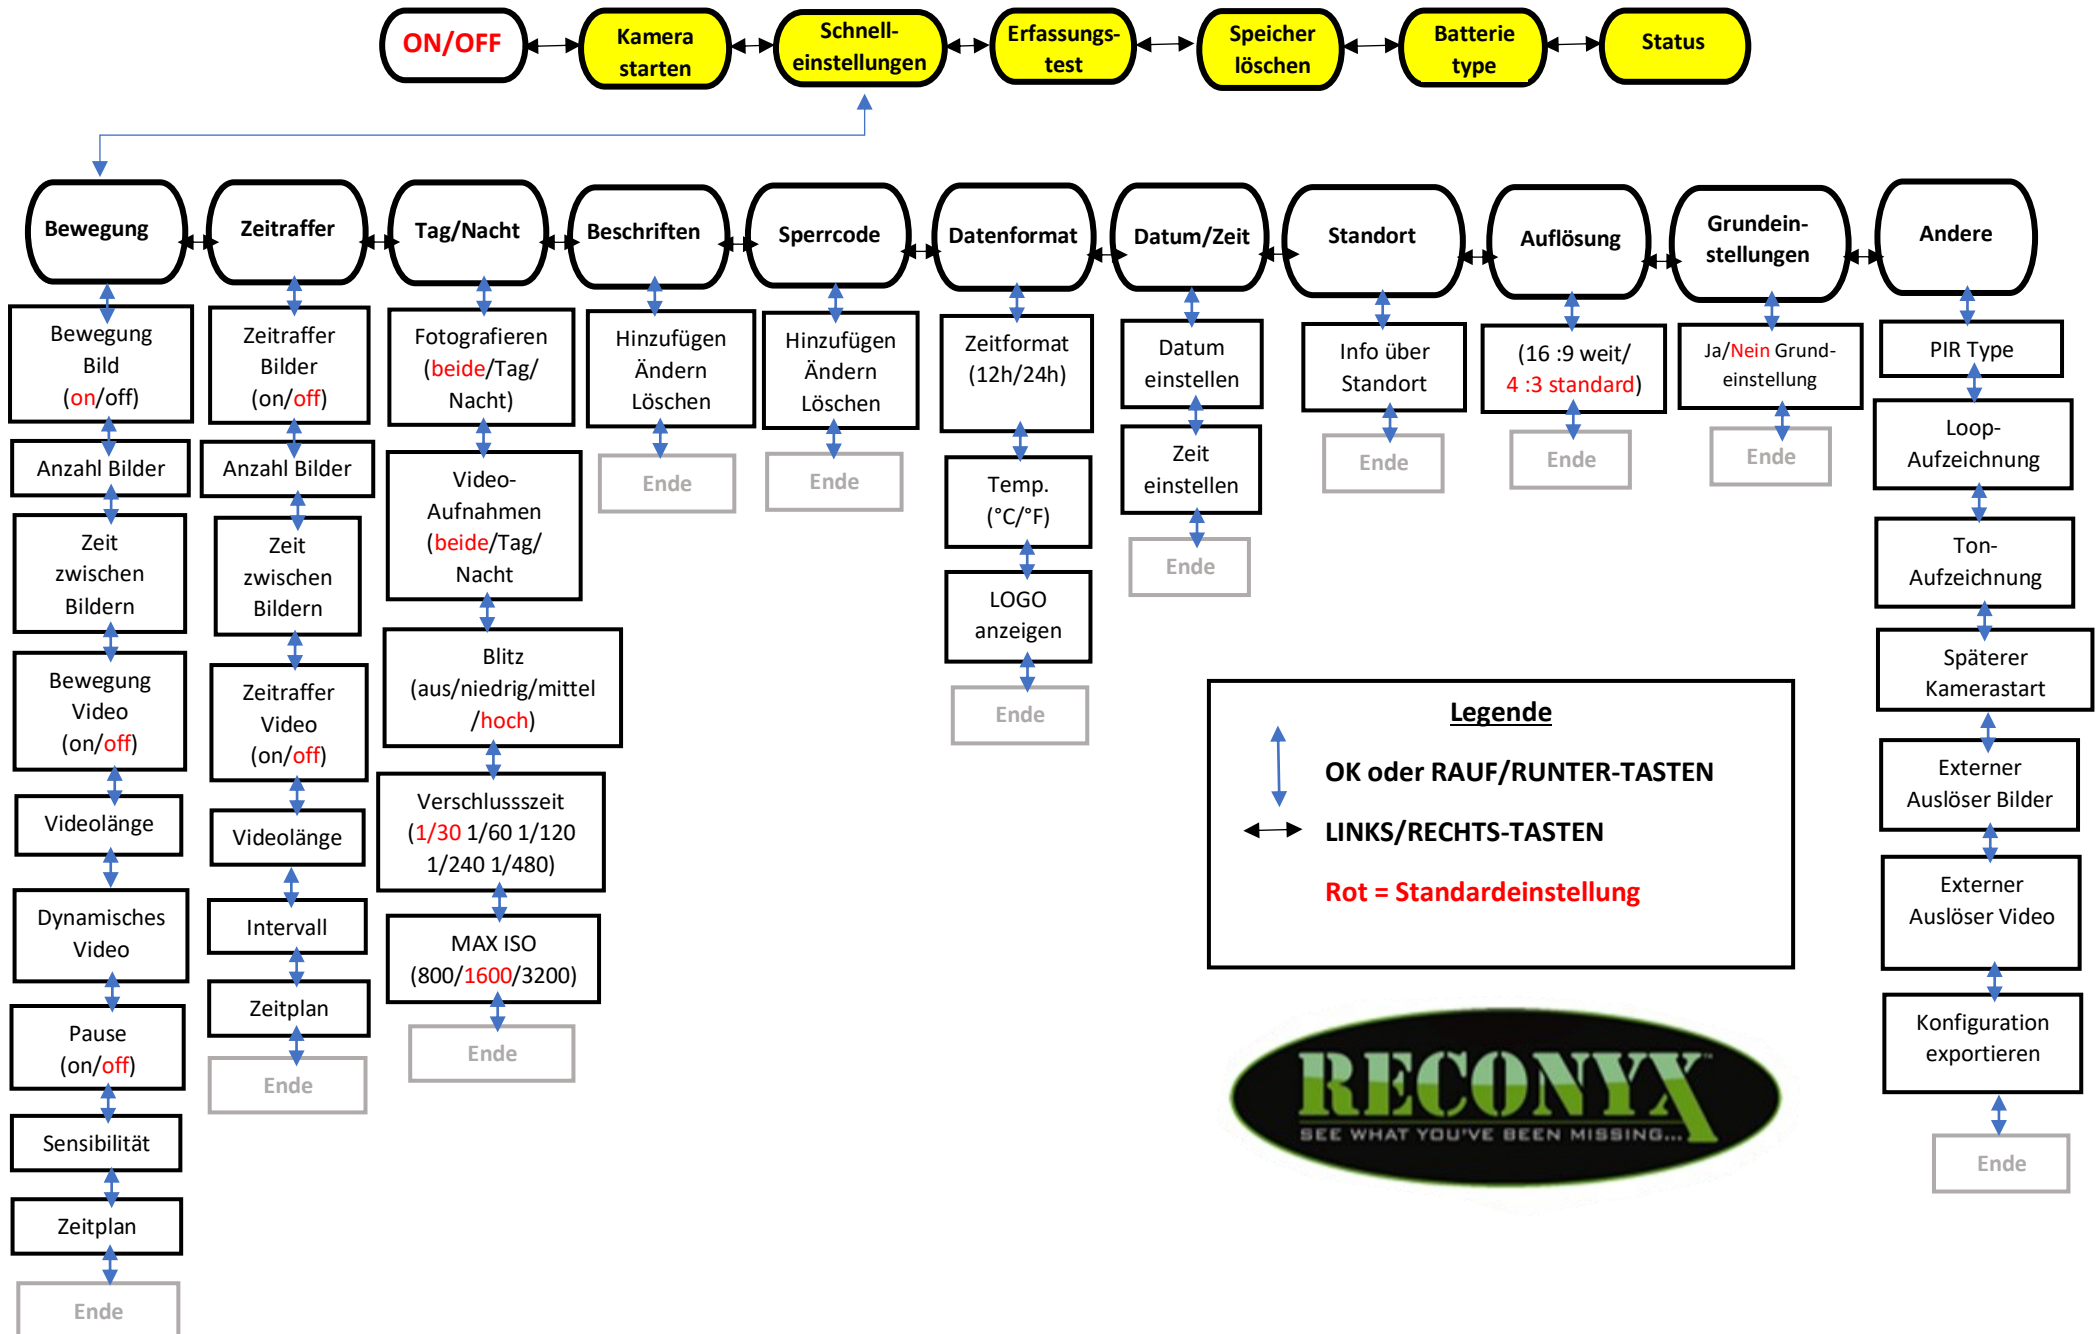 ON/OFF
Kamera
starten
Schnell-
einstellungen
Erfassungs-
test
Speicher
löschen
Batterie
type
Status
Bewegung
Zeitraffer
Tag/Nacht
Beschriften
Sperrcode
Datenformat
Datum/Zeit
Standort
Auflösung
Grundein-
stellungen
Andere
Bewegung
Bild
(on/off)
Anzahl Bilder
Zeit
zwischen
Bildern
Bewegung
Video
(on/off)
Videolänge
Dynamisches
Video
Pause
(on/off)
Sensibilität
Zeitplan
Ende
Zeitraffer
Bilder
(on/off)
Anzahl Bilder
Zeit
zwischen
Bildern
Zeitraffer
Video
(on/off)
Videolänge
Intervall
Zeitplan
Ende
Fotografieren
(beide/Tag/
Nacht)
Video-
Aufnahmen
(beide/Tag/
Nacht
Blitz
(aus/niedrig/mittel
/hoch)
Verschlussszeit
(1/30 1/60 1/120
1/240 1/480)
MAX ISO
(800/1600/3200)
Ende
Hinzufügen
Ändern
Löschen
Ende
Hinzufügen
Ändern
Löschen
Ende
Zeitformat
(12h/24h)
Temp.
(°C/°F)
LOGO
anzeigen
Ende
Datum
einstellen
Zeit
einstellen
Ende
Info über
Standort
Ende
(16 :9 weit/
4 :3 standard)
Ende
Ja/Nein Grund-
einstellung
Ende
PIR Type
Loop-
Aufzeichnung
Ton-
Aufzeichnung
Späterer
Kamerastart
Externer
Auslöser Bilder
Externer
Auslöser Video
Konfiguration
exportieren
Ende
Legende
OK oder RAUF/RUNTER-TASTEN
LINKS/RECHTS-TASTEN
Rot = Standardeinstellung
RECONYX™
SEE WHAT YOU'VE BEEN MISSING...